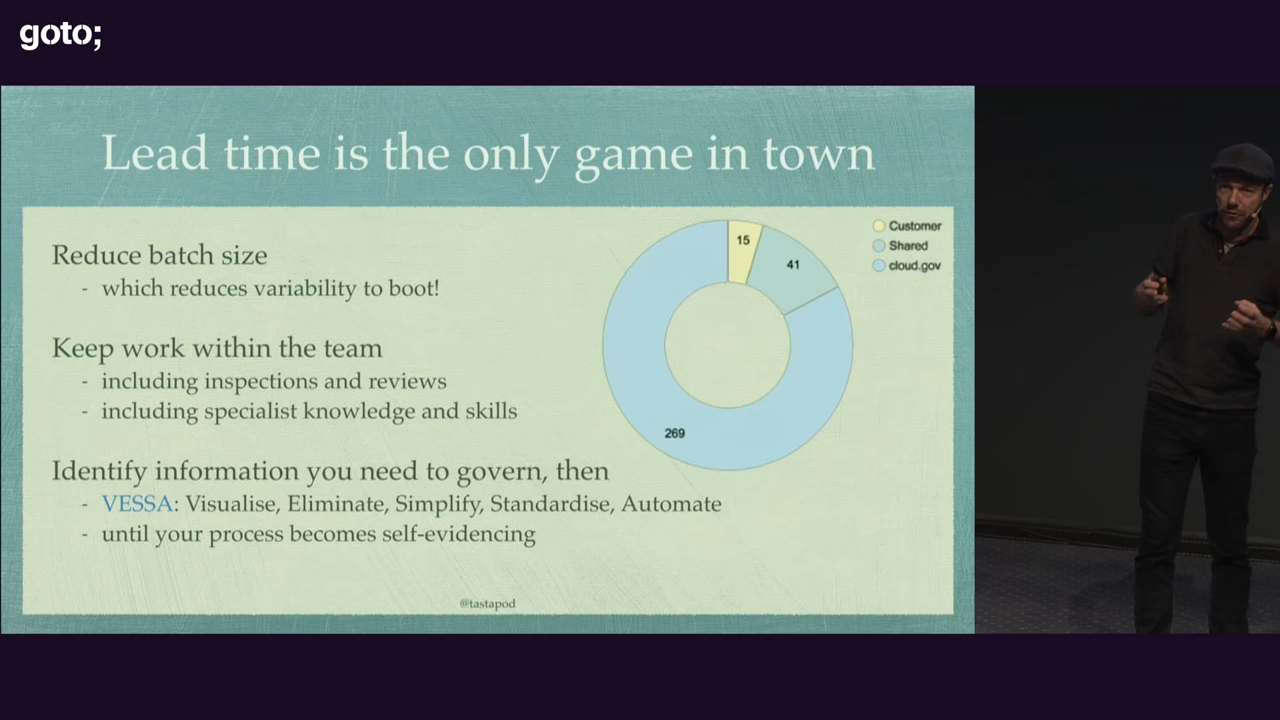 goto;
Lead time is the only game in town
Reduce batch size
- which reduces variability to boot!
Keep work within the team
- including inspections and reviews
- including specialist knowledge and skills
Identify information you need to govern, then
- VESSA: Visualise, Eliminate, Simplify, Standardise, Automate
- until your process becomes self-evidencing
15
41
269
Customer
Shared
cloud.gov
@tastapod